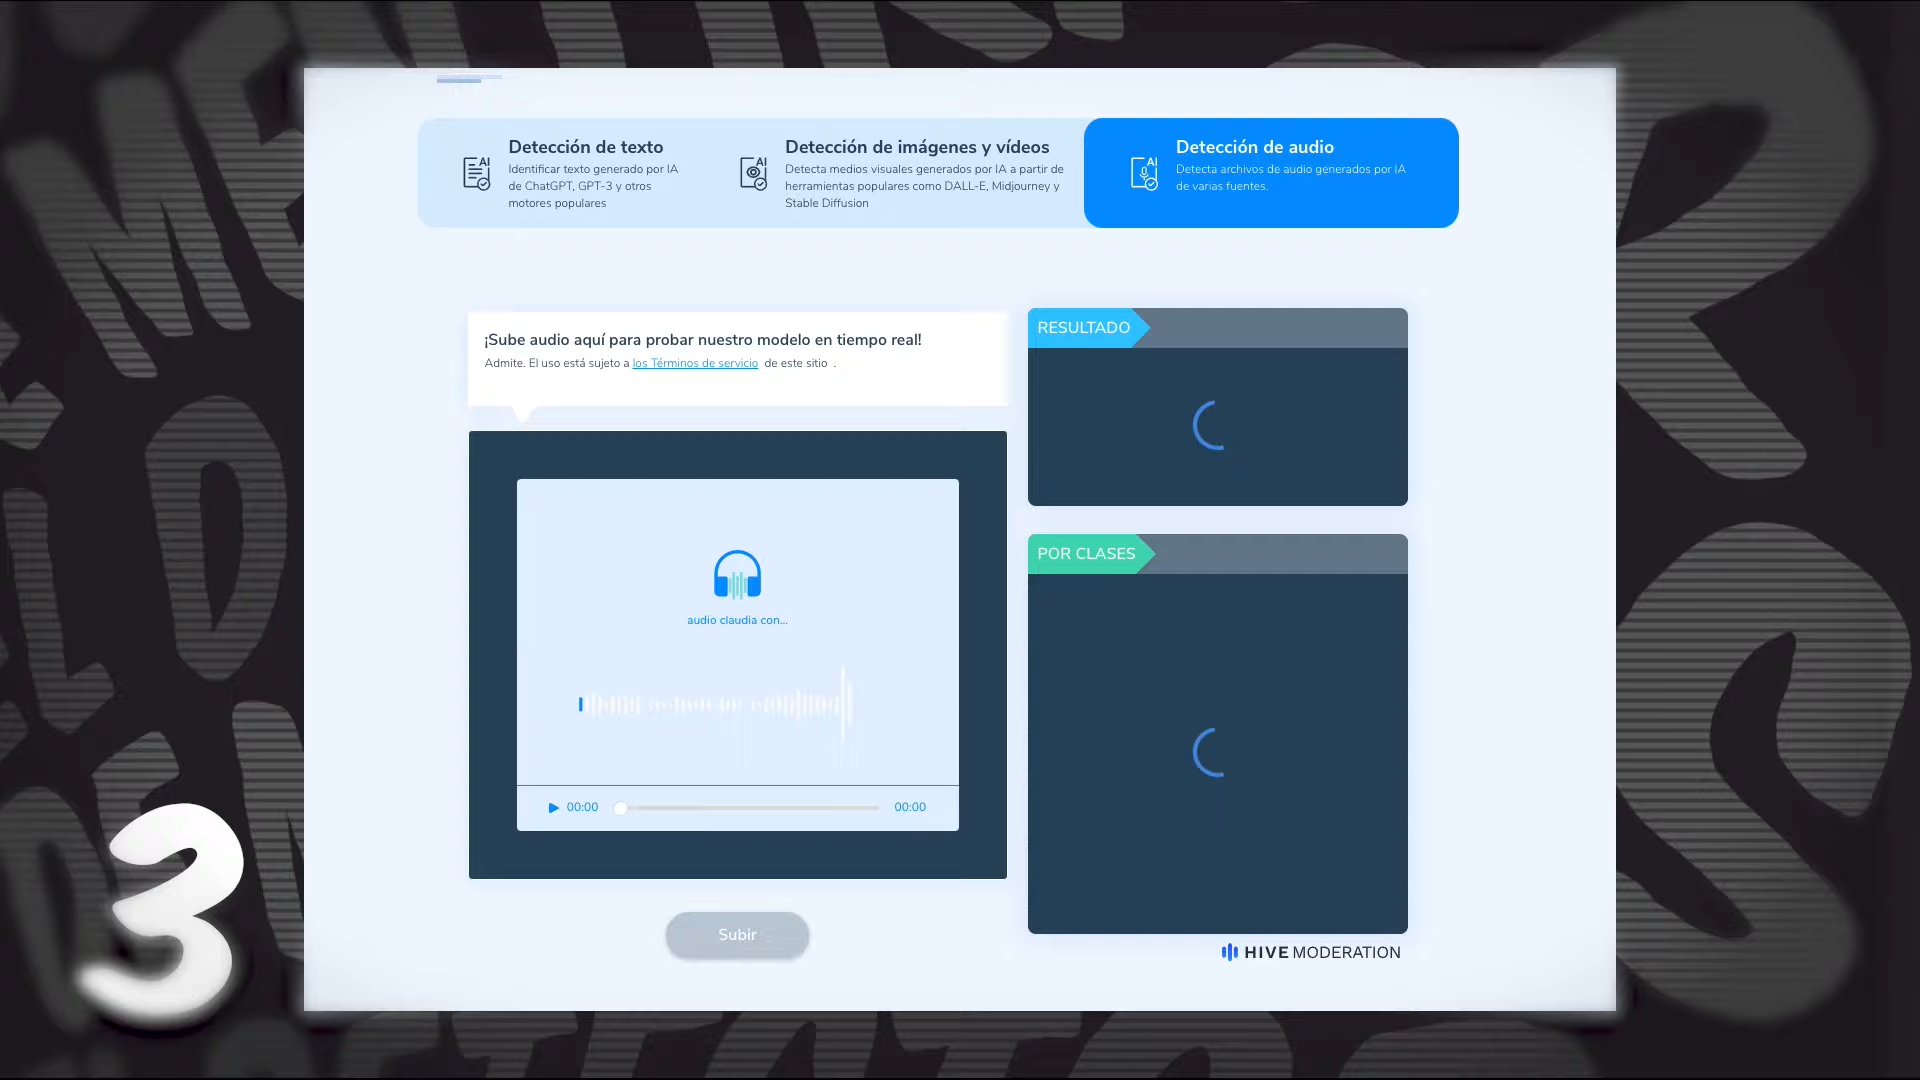 Detección de texto
Identificar texto generado por IA
de ChatGPT, GPT-3 y otros
motores populares
Detección de imágenes y vídeos
Detecta medios visuales generados por IA a partir de
herramientas populares como DALL-E, Midjourney y
Stable Diffusion
Detección de audio
Detecta archivos de audio generados por IA
de varias fuentes.
¡Sube audio aquí para probar nuestro modelo en tiempo real!
Admite. El uso está sujeto a los Términos de servicio de este sitio .
audio claudia con...
00:00
00:00
Subir
RESULTADO
POR CLASES
HIVE MODERATION
3